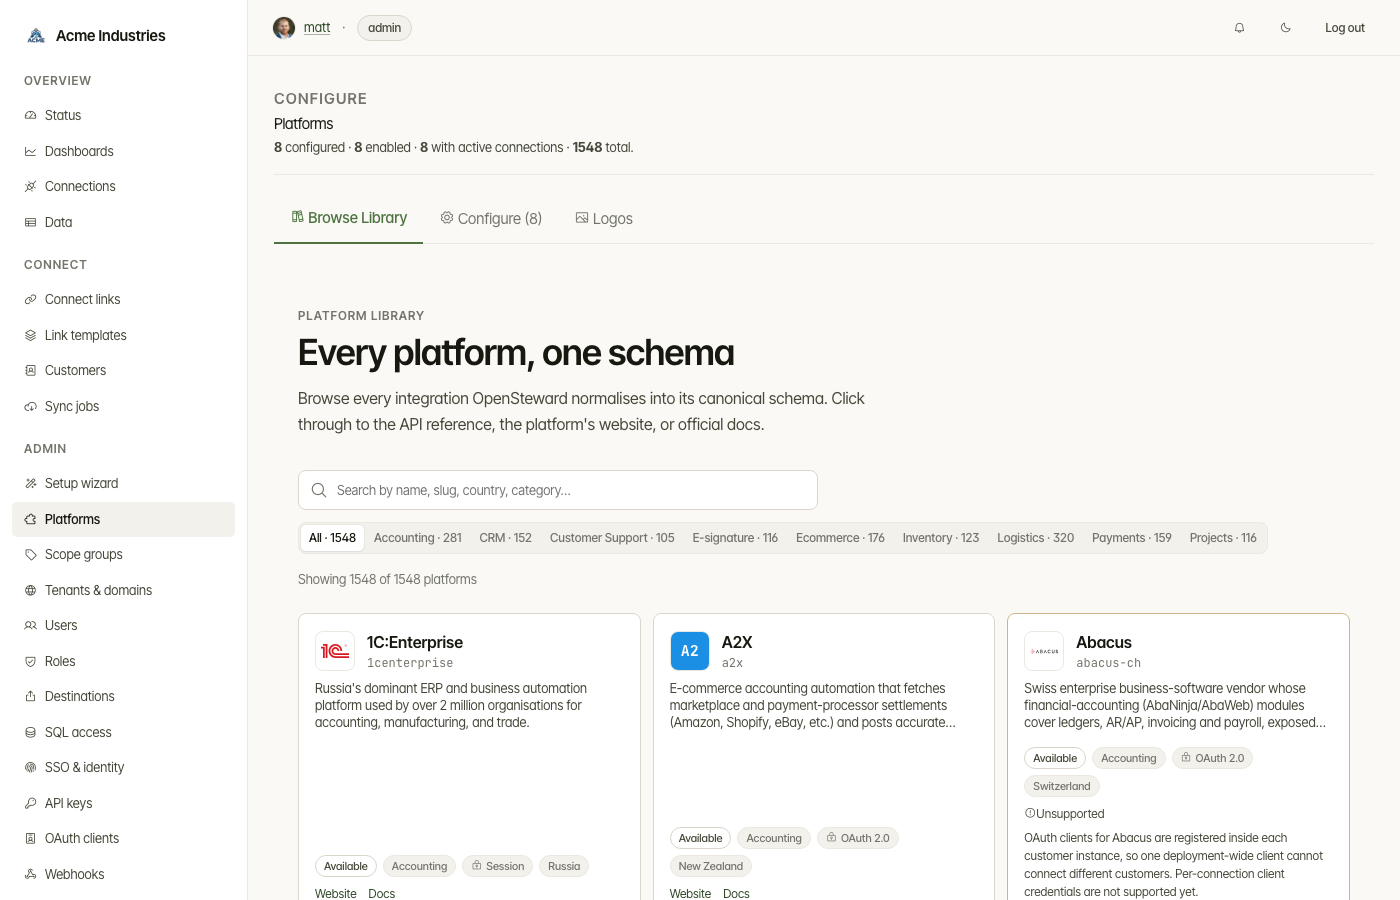 ACME
Acme Industries
OVERVIEW
Status
Dashboards
Connections
Data
CONNECT
Connect links
Link templates
Customers
Sync jobs
ADMIN
Setup wizard
Platforms
Scope groups
Tenants & domains
Users
Roles
Destinations
SQL access
SSO & identity
API keys
OAuth clients
Webhooks
matt · admin
Log out
CONFIGURE
Platforms
8 configured · 8 enabled · 8 with active connections · 1548 total.
Browse Library
Configure (8)
Logos
PLATFORM LIBRARY
Every platform, one schema
Browse every integration OpenSteward normalises into its canonical schema. Click
through to the API reference, the platform's website, or official docs.
Search by name, slug, country, category...
All · 1548
Accounting · 281
CRM · 152
Customer Support · 105
E-signature · 116
Ecommerce · 176
Inventory · 123
Logistics · 320
Payments · 159
Projects · 116
Showing 1548 of 1548 platforms
1C
1C:Enterprise
1centerprise
Russia's dominant ERP and business automation
platform used by over 2 million organisations for
accounting, manufacturing, and trade.
Available
Accounting
Session
Russia
Website
Docs
A2
A2X
a2x
E-commerce accounting automation that fetches
marketplace and payment-processor settlements
(Amazon, Shopify, eBay, etc.) and posts accurate...
Available
Accounting
OAuth 2.0
New Zealand
Website
Docs
ABACUS
Abacus
abacus-ch
Swiss enterprise business-software vendor whose
financial-accounting (AbaNinja/AbaWeb) modules
cover ledgers, AR/AP, invoicing and payroll, exposed...
Available
Accounting
OAuth 2.0
Switzerland
Unsupported
OAuth clients for Abacus are registered inside each
customer instance, so one deployment-wide client cannot
connect different customers. Per-connection client
credentials are not supported yet.